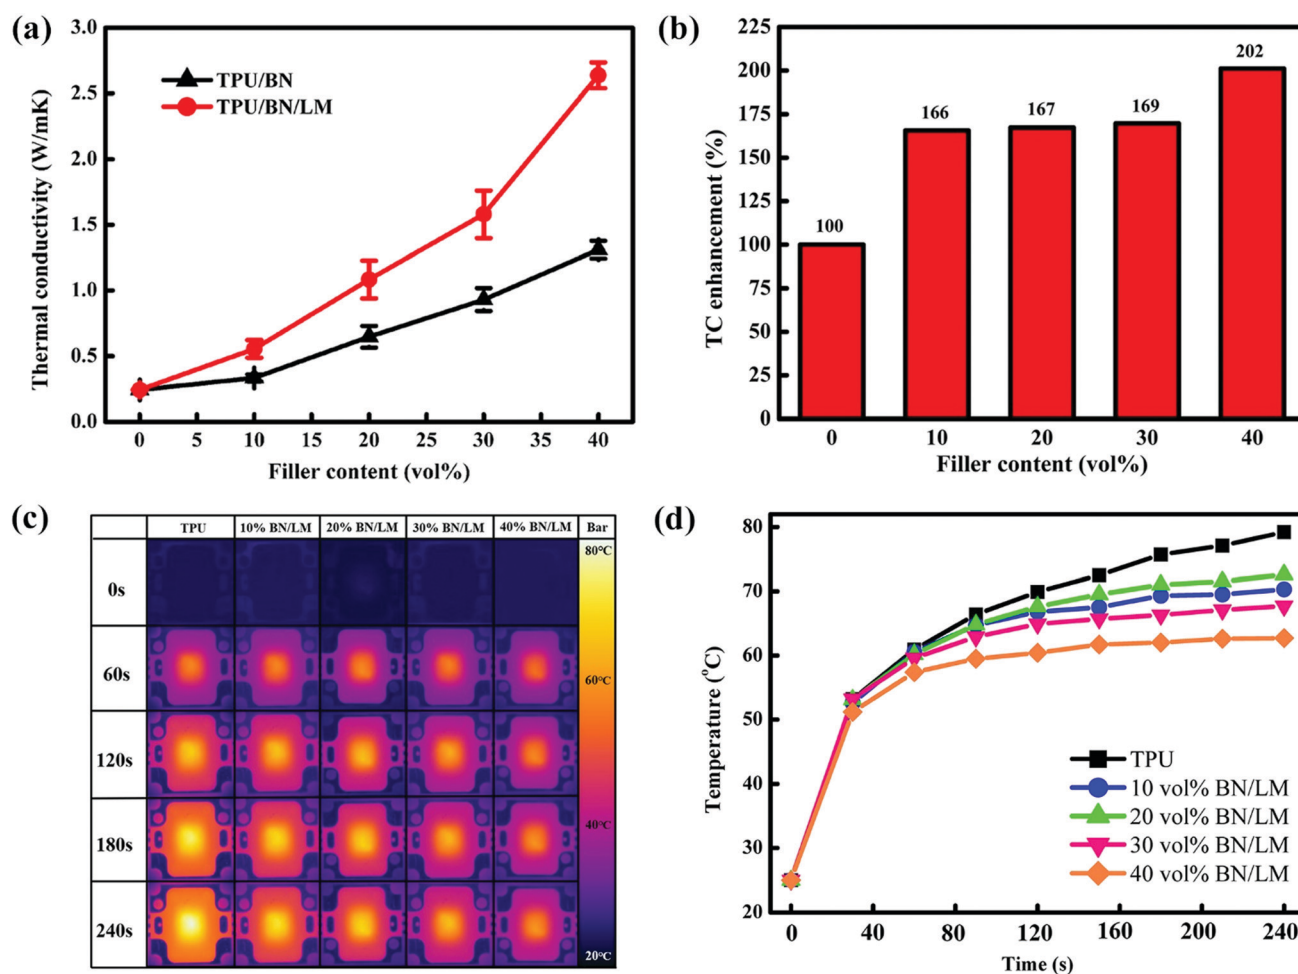 (a)
3.0
2.5
2.0
1.5
1.0
0.5
0.0
Thermal conductivity (W/mK)
TPU/BN
TPU/BN/LM
0 5 10 15 20 25 30 35 40
Filler content (vol%)
(b)
225
200
175
150
125
100
75
50
25
0
TC enhancement (%)
100
166
167
169
202
0 10 20 30 40
Filler content (vol%)
(c)
TPU 10% BN/LM 20% BN/LM 30% BN/LM 40% BN/LM Bar
0s
60s
120s
180s
240s
80°C
60°C
40°C
20°C
(d)
80
70
60
50
40
30
20
Temperature (°C)
TPU
10 vol% BN/LM
20 vol% BN/LM
30 vol% BN/LM
40 vol% BN/LM
0 40 80 120 160 200 240
Time (s)